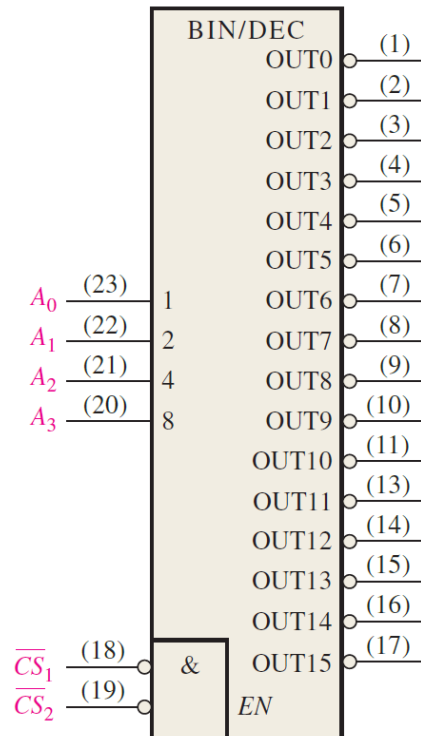 BIN/DEC
OUT0 (1)
OUT1 (2)
OUT2 (3)
OUT3 (4)
OUT4 (5)
OUT5 (6)
A₀ (23) 1 OUT6 (7)
A₁ (22) 2 OUT7 (8)
A₂ (21) 4 OUT8 (9)
A₃ (20) 8 OUT9 (10)
OUT10 (11)
OUT11 (13)
OUT12 (14)
OUT13 (15)
OUT14 (16)
C̅S̅₁ (18) & OUT15 (17)
C̅S̅₂ (19) EN